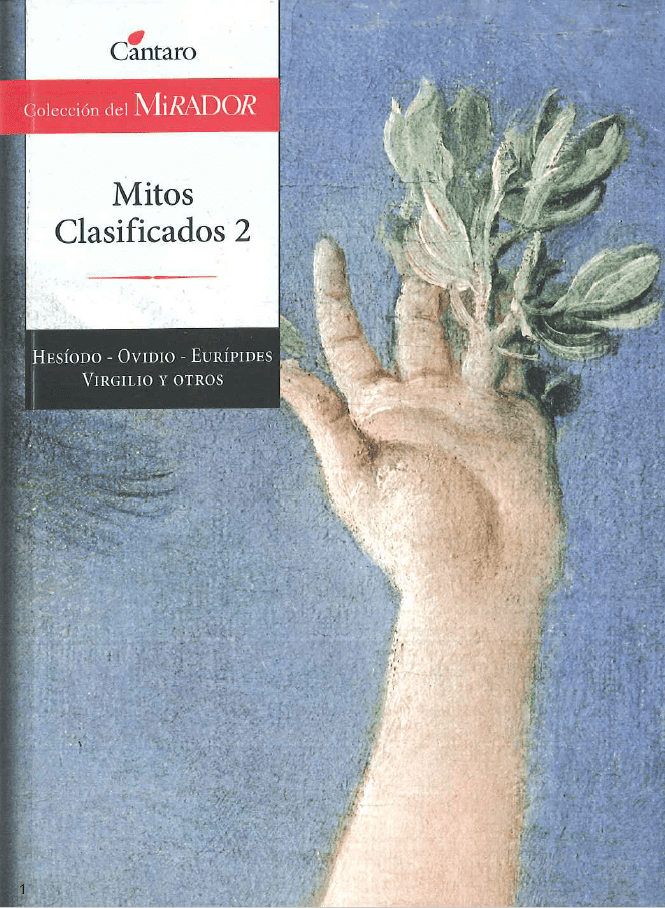 Cántaro
Colección del MiRADOR
Mitos
Clasificados 2
HESÍODO - OVIDIO - EURÍPIDES
VIRGILIO Y OTROS
1